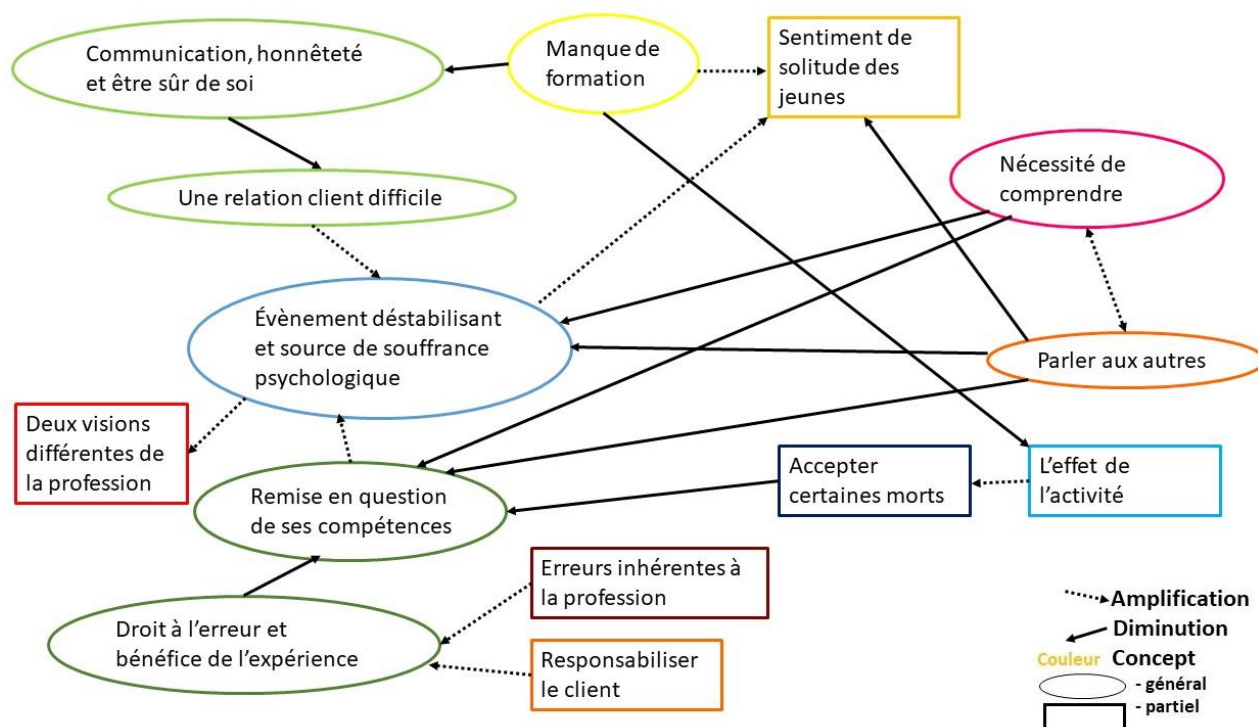 Communication, honnêteté
et être sûr de soi
Manque de
formation
Sentiment de
solitude des
jeunes
Une relation client difficile
Nécessité de
comprendre
Évènement déstabilisant
et source de souffrance
psychologique
Parler aux autres
Deux visions
différentes de
la profession
Remise en question
de ses compétences
Accepter
certaines morts
L'effet de
l'activité
Erreurs inhérentes à
la profession
Droit à l'erreur et
bénéfice de l'expérience
Responsabiliser
le client
Amplification
Diminution
Couleur Concept
- général
- partiel